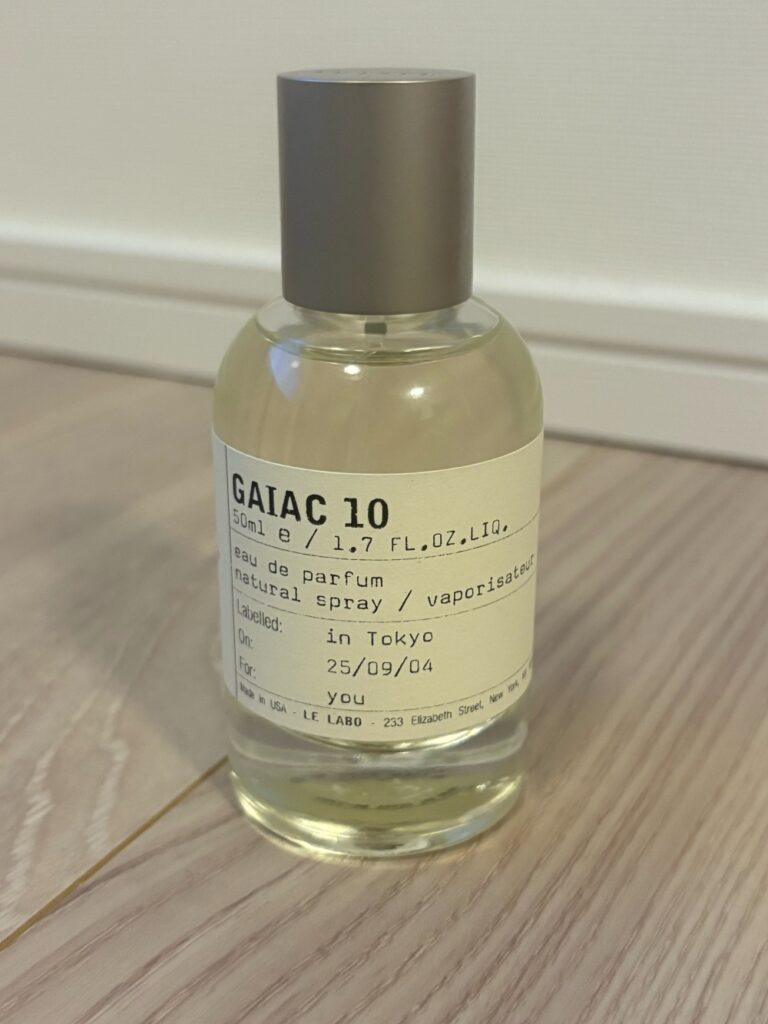 GAIAC 10
50ml e / 1.7 FL.OZ.LIQ.
eau de parfum
natural spray / vaporisateur
Labelled: in Tokyo
On: 25/09/04
For: you
Made in USA - LE LABO - 233 Elizabeth Street, New York,